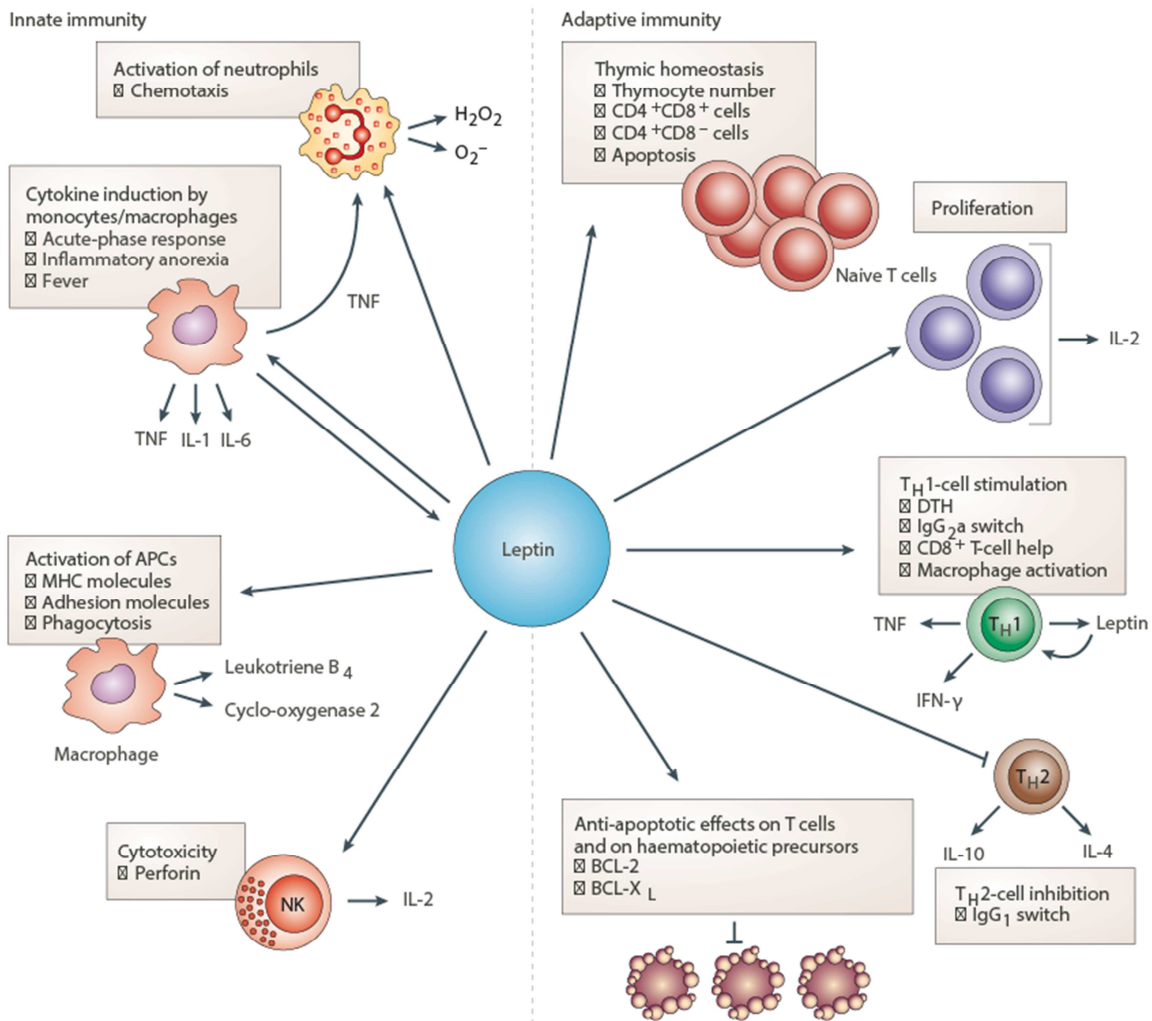 Innate immunity
Activation of neutrophils
☒ Chemotaxis
H2O2
O2−
Cytokine induction by
monocytes/macrophages
☒ Acute-phase response
☒ Inflammatory anorexia
☒ Fever
TNF
TNF IL-1 IL-6
Activation of APCs
☒ MHC molecules
☒ Adhesion molecules
☒ Phagocytosis
Leukotriene B4
Cyclo-oxygenase 2
Macrophage
Cytotoxicity
☒ Perforin
NK
IL-2
Leptin
Adaptive immunity
Thymic homeostasis
☒ Thymocyte number
☒ CD4+CD8+ cells
☒ CD4+CD8− cells
☒ Apoptosis
Naive T cells
Proliferation
IL-2
TH1-cell stimulation
☒ DTH
☒ IgG2a switch
☒ CD8+ T-cell help
☒ Macrophage activation
TNF
TH1
Leptin
IFN-γ
TH2
IL-10
IL-4
TH2-cell inhibition
☒ IgG1 switch
Anti-apoptotic effects on T cells
and on haematopoietic precursors
☒ BCL-2
☒ BCL-XL